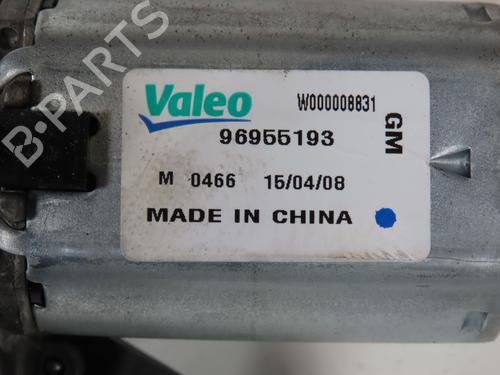 B-PARTS
Valeo
W000008831
96955193
GM
M 0466 15/04/08
MADE IN CHINA